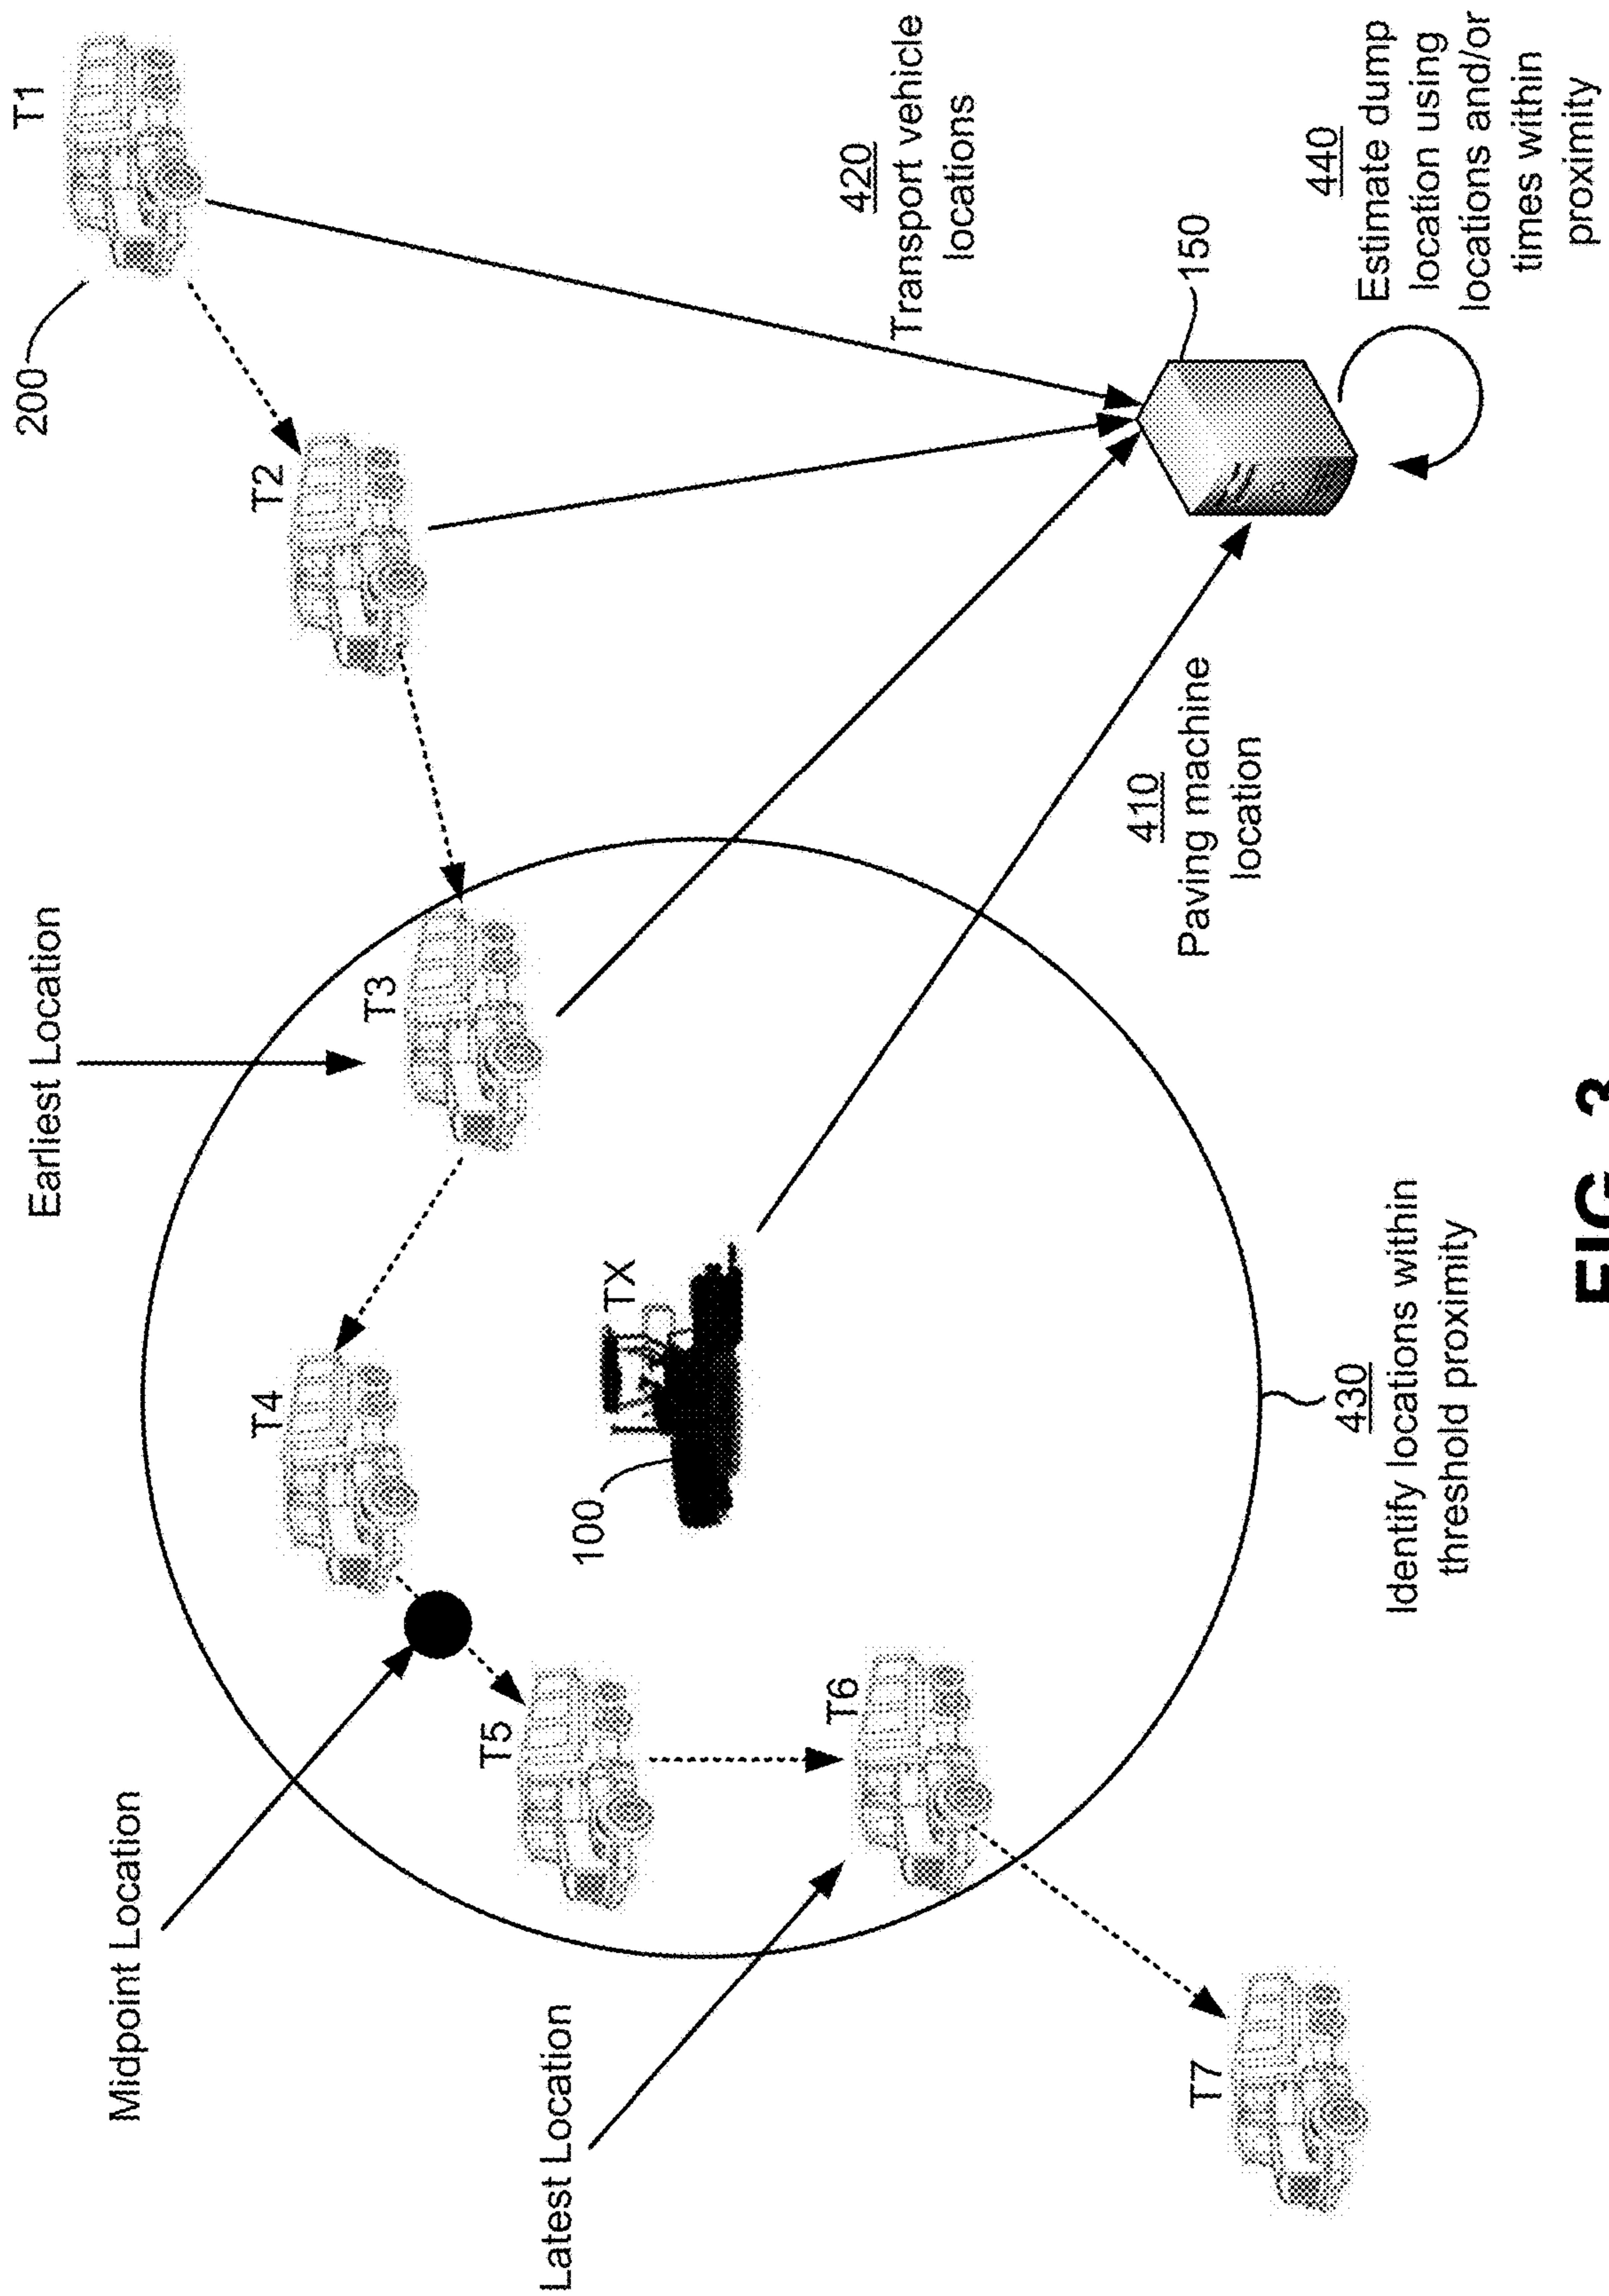 T1
200
T2
420
Transport vehicle
locations
150
440
Estimate dump
location using
locations and/or
times within
proximity
Earliest Location
T3
410
Paving machine
location
T4
TX
100
Midpoint Location
T5
T6
430
Identify locations within
threshold proximity
Latest Location
T7
FIG. 3